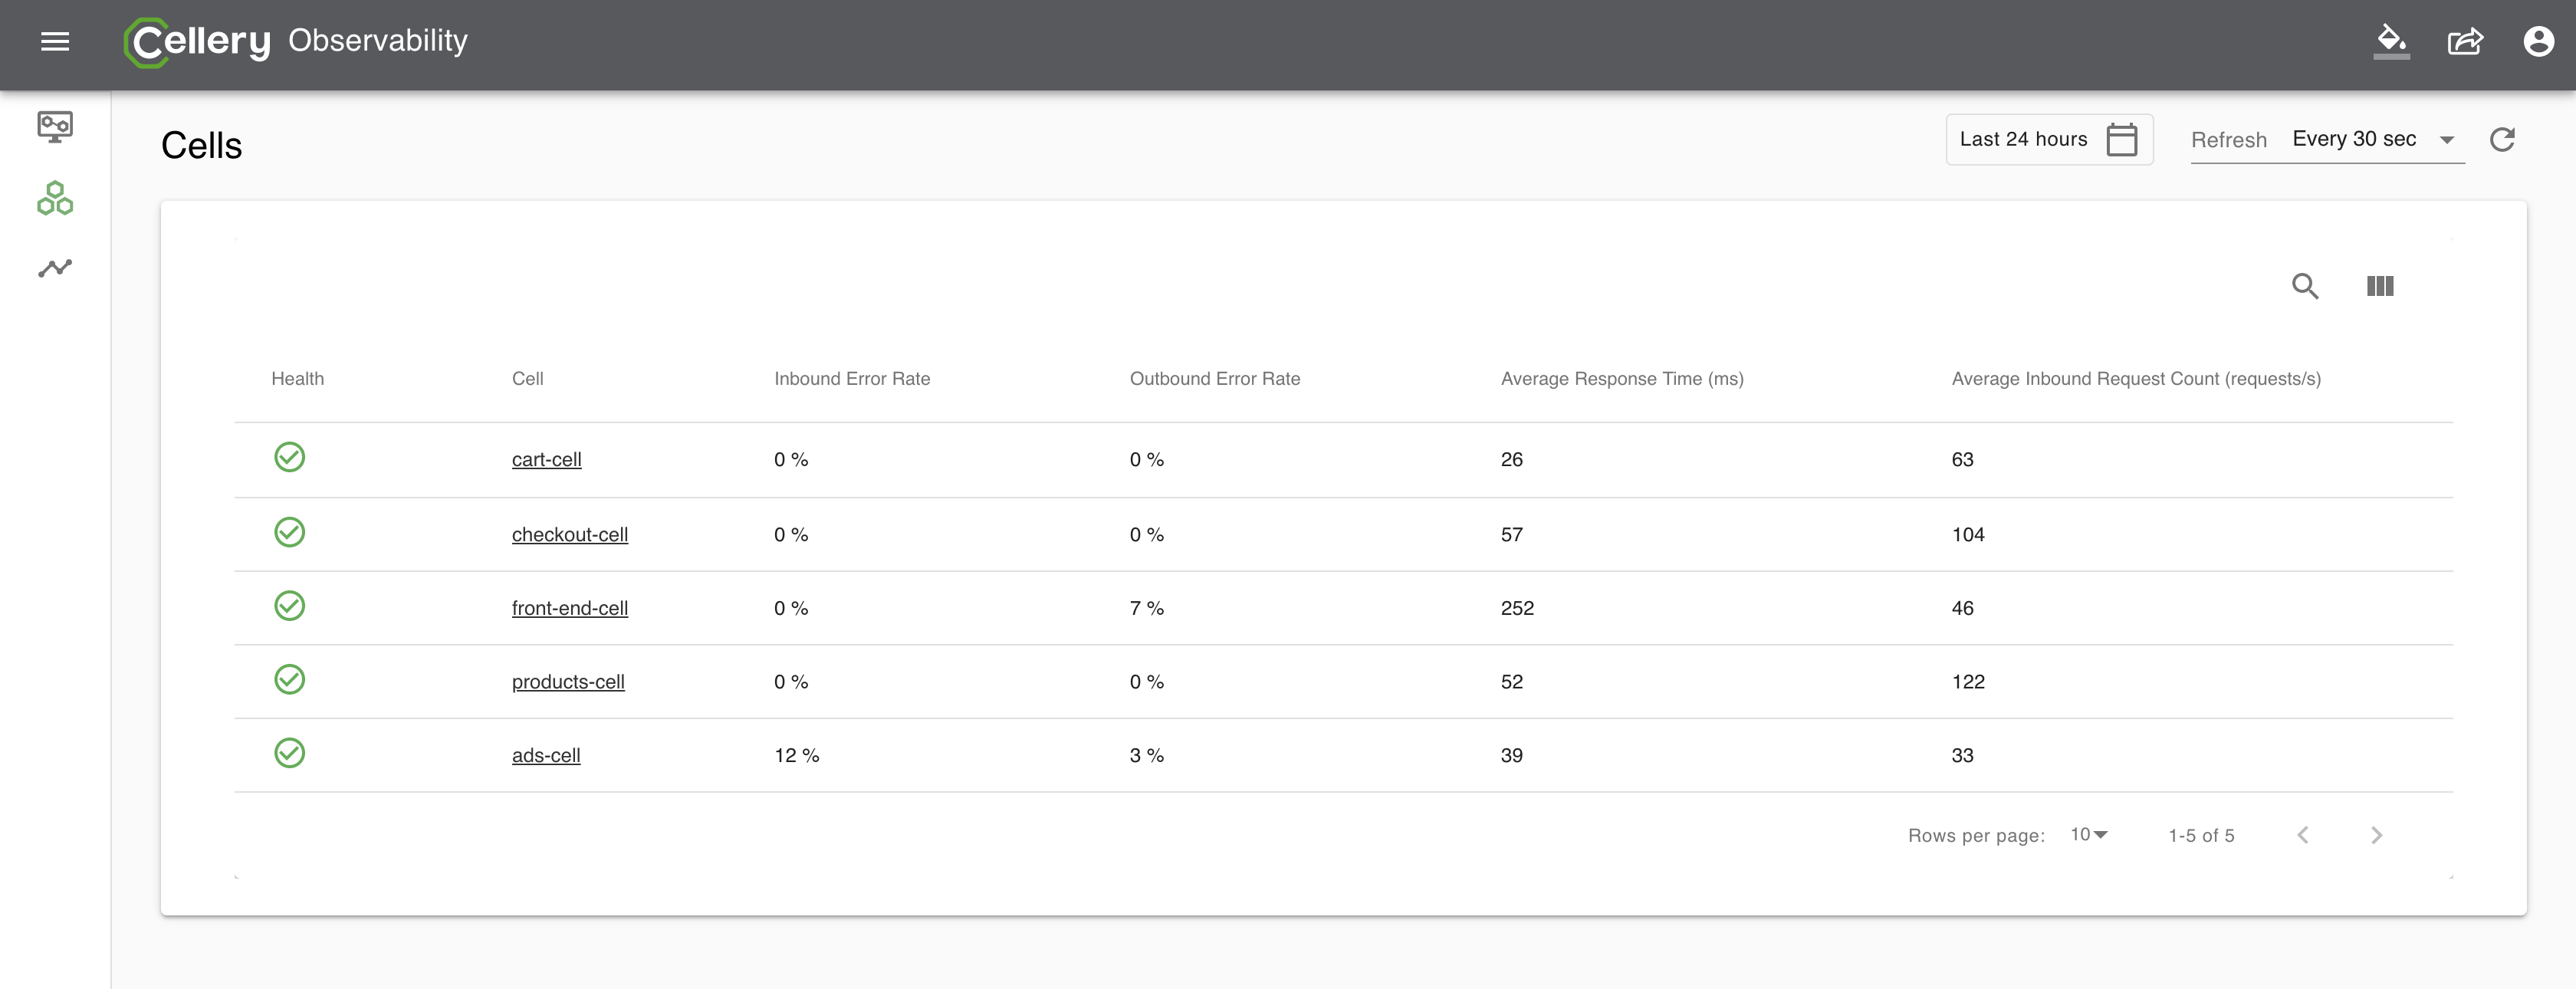 Cellery Observability
Cells
Last 24 hours
Refresh Every 30 sec
Health Cell Inbound Error Rate Outbound Error Rate Average Response Time (ms) Average Inbound Request Count (requests/s)
cart-cell 0 % 0 % 26 63
checkout-cell 0 % 0 % 57 104
front-end-cell 0 % 7 % 252 46
products-cell 0 % 0 % 52 122
ads-cell 12 % 3 % 39 33
Rows per page: 10 1-5 of 5